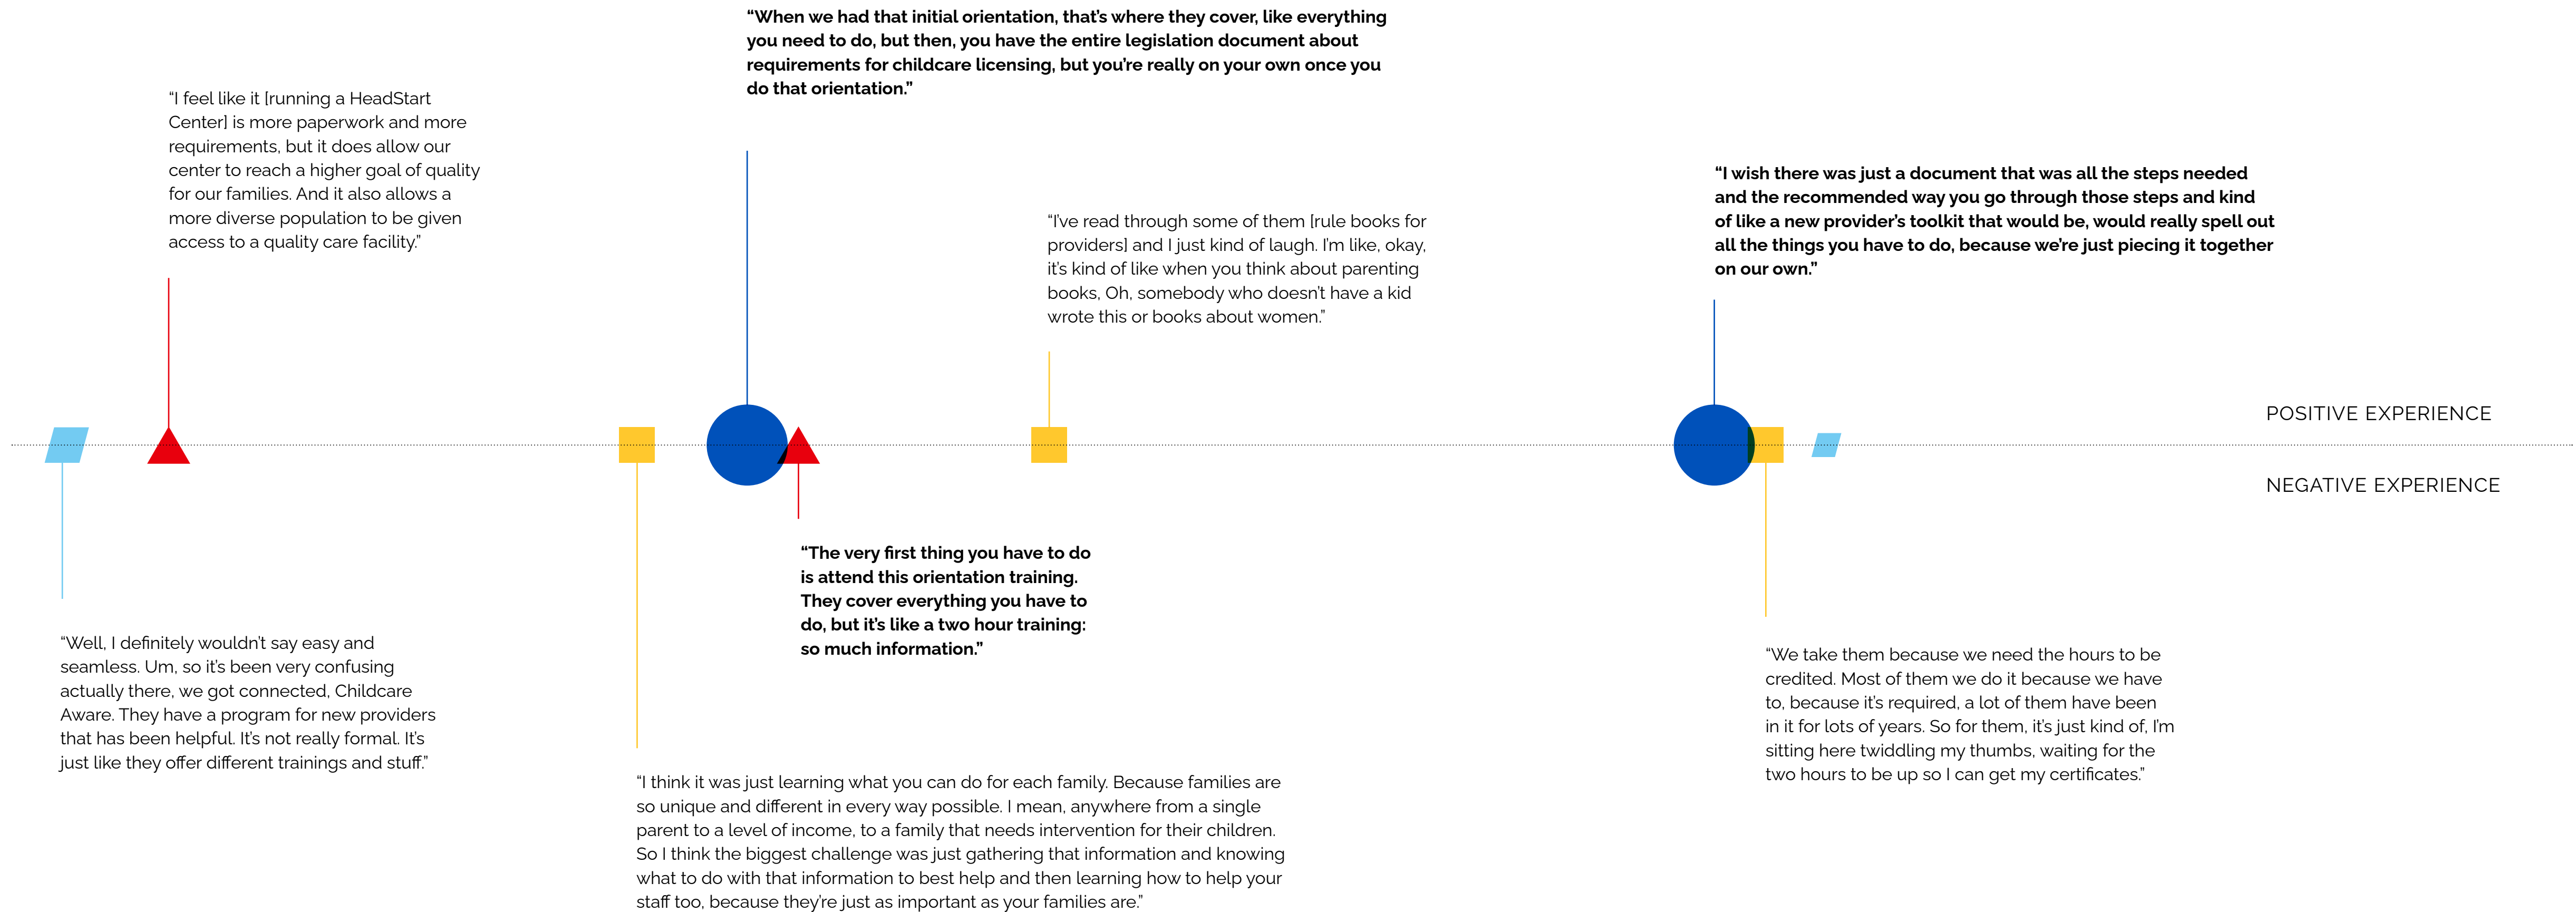 “When we had that initial orientation, that’s where they cover, like everything
you need to do, but then, you have the entire legislation document about
requirements for childcare licensing, but you’re really on your own once you
do that orientation.”
“I feel like it [running a HeadStart
Center] is more paperwork and more
requirements, but it does allow our
center to reach a higher goal of quality
for our families. And it also allows a
more diverse population to be given
access to a quality care facility.”
“I wish there was just a document that was all the steps needed
and the recommended way you go through those steps and kind
of like a new provider’s toolkit that would be, would really spell out
all the things you have to do, because we’re just piecing it together
on our own.”
“I’ve read through some of them [rule books for
providers] and I just kind of laugh. I’m like, okay,
it’s kind of like when you think about parenting
books, Oh, somebody who doesn’t have a kid
wrote this or books about women.”
POSITIVE EXPERIENCE
NEGATIVE EXPERIENCE
“The very first thing you have to do
is attend this orientation training.
They cover everything you have to
do, but it’s like a two hour training:
so much information.”
“Well, I definitely wouldn’t say easy and
seamless. Um, so it’s been very confusing
actually there, we got connected, Childcare
Aware. They have a program for new providers
that has been helpful. It’s not really formal. It’s
just like they offer different trainings and stuff.”
“We take them because we need the hours to be
credited. Most of them we do it because we have
to, because it’s required, a lot of them have been
in it for lots of years. So for them, it’s just kind of, I’m
sitting here twiddling my thumbs, waiting for the
two hours to be up so I can get my certificates.”
“I think it was just learning what you can do for each family. Because families are
so unique and different in every way possible. I mean, anywhere from a single
parent to a level of income, to a family that needs intervention for their children.
So I think the biggest challenge was just gathering that information and knowing
what to do with that information to best help and then learning how to help your
staff too, because they’re just as important as your families are.”